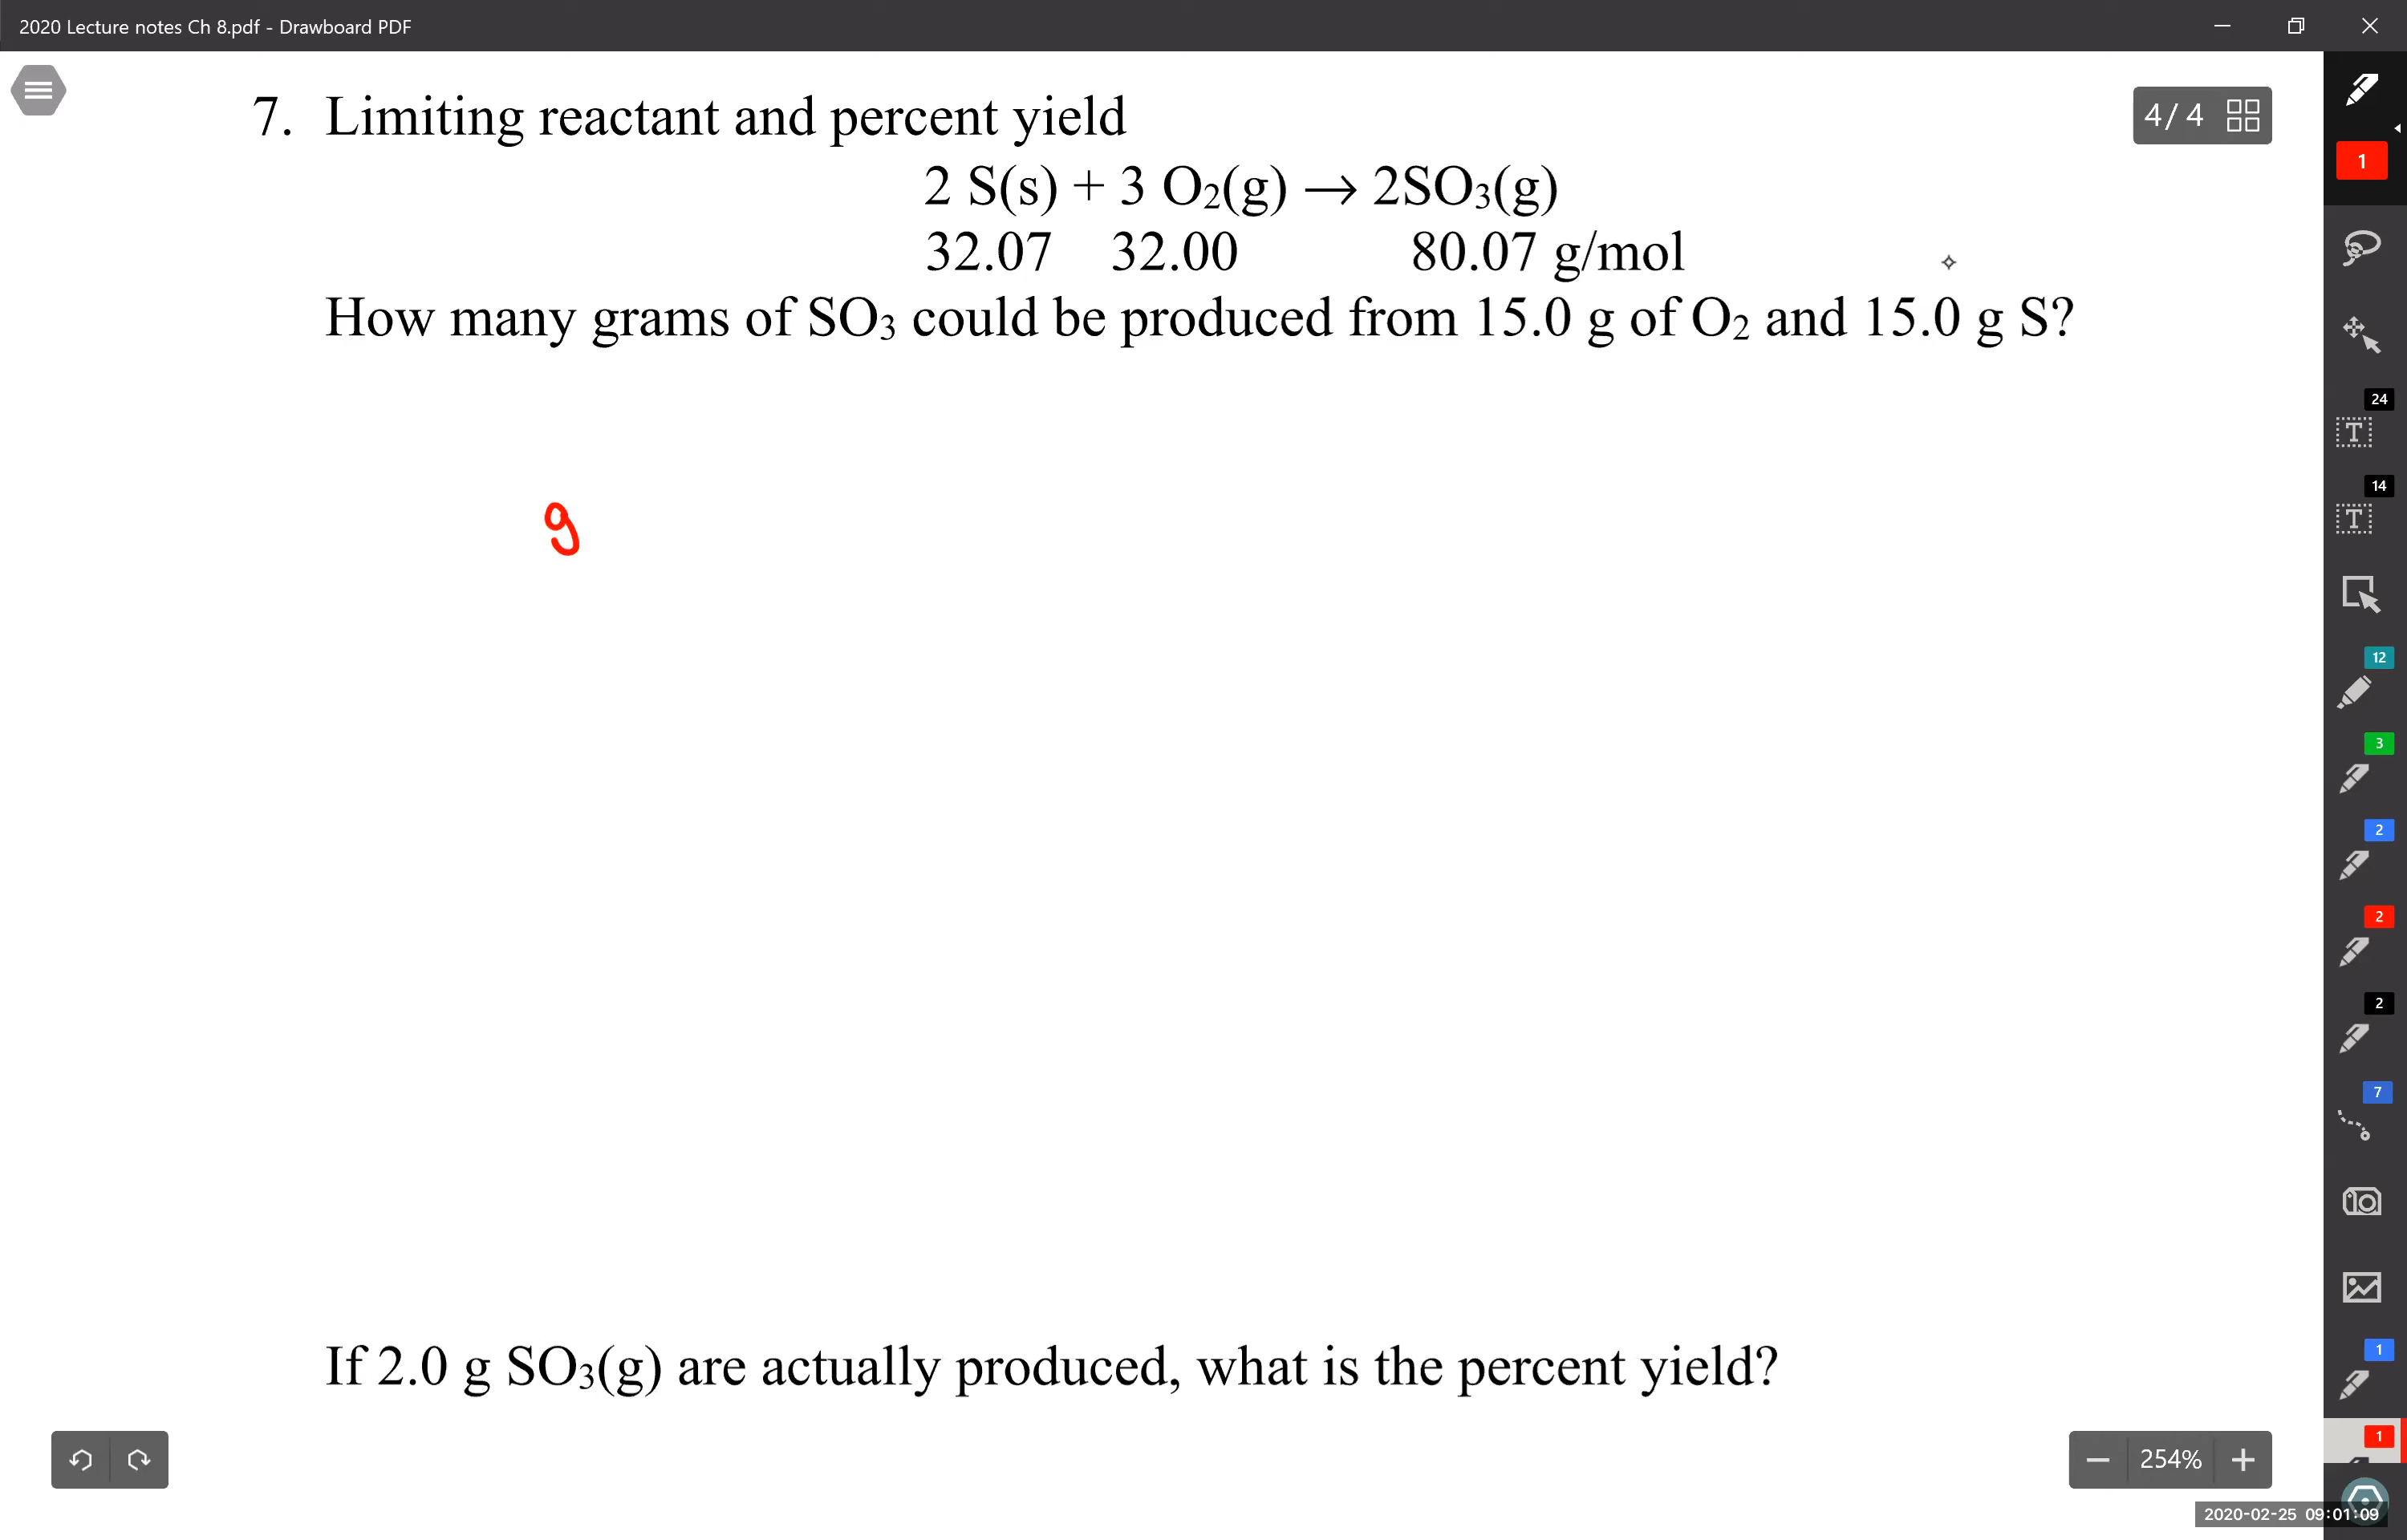 2020 Lecture notes Ch 8.pdf - Drawboard PDF
7. Limiting reactant and percent yield
4 / 4
2 S(s) + 3 O₂(g) → 2SO₃(g)
32.07 32.00 80.07 g/mol
How many grams of SO₃ could be produced from 15.0 g of O₂ and 15.0 g S?
g
If 2.0 g SO₃(g) are actually produced, what is the percent yield?
254%
1
24
T
14
T
12
3
2
2
2
7
1
1
2020-02-25 09:01:09